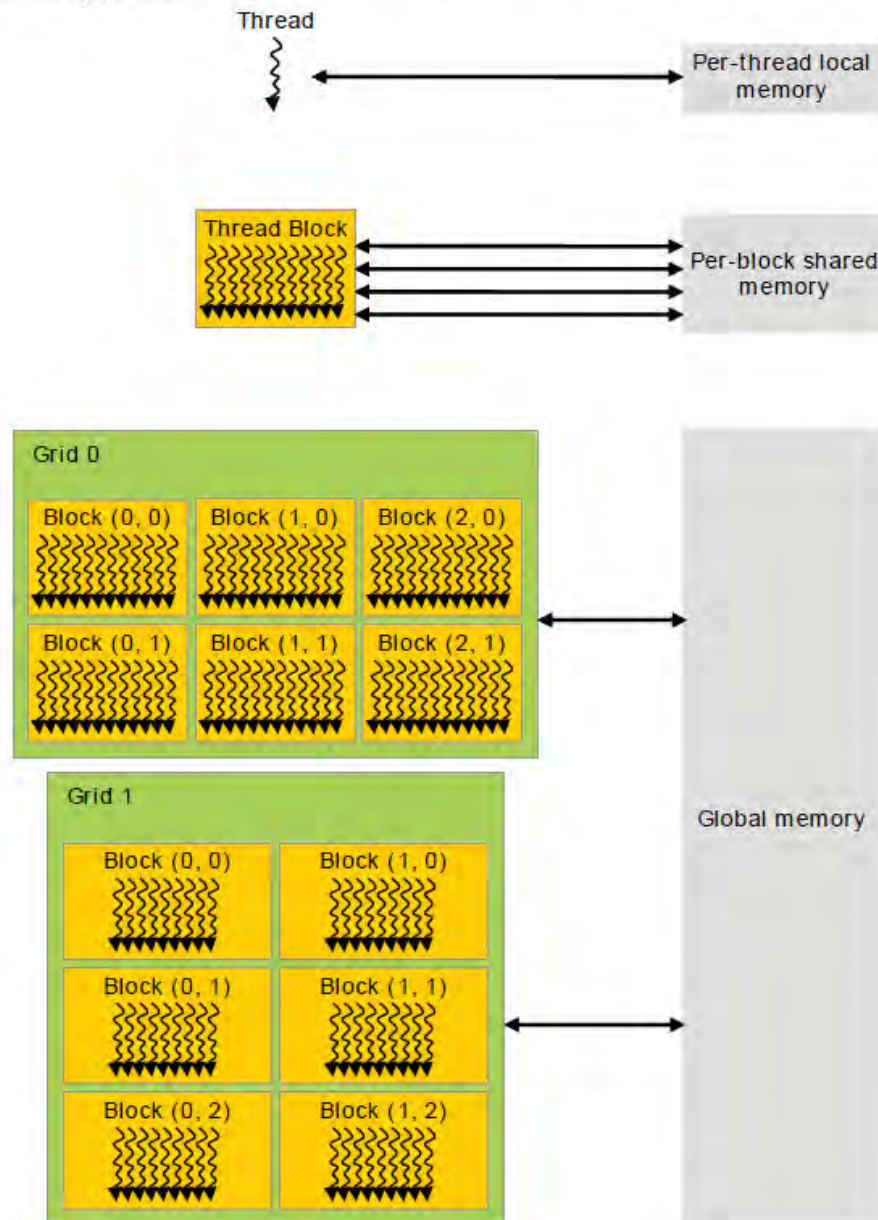 Thread
Per-thread local
memory
Thread Block
Per-block shared
memory
Grid 0
Block (0, 0) Block (1, 0) Block (2, 0)
Block (0, 1) Block (1, 1) Block (2, 1)
Grid 1
Global memory
Block (0, 0) Block (1, 0)
Block (0, 1) Block (1, 1)
Block (0, 2) Block (1, 2)